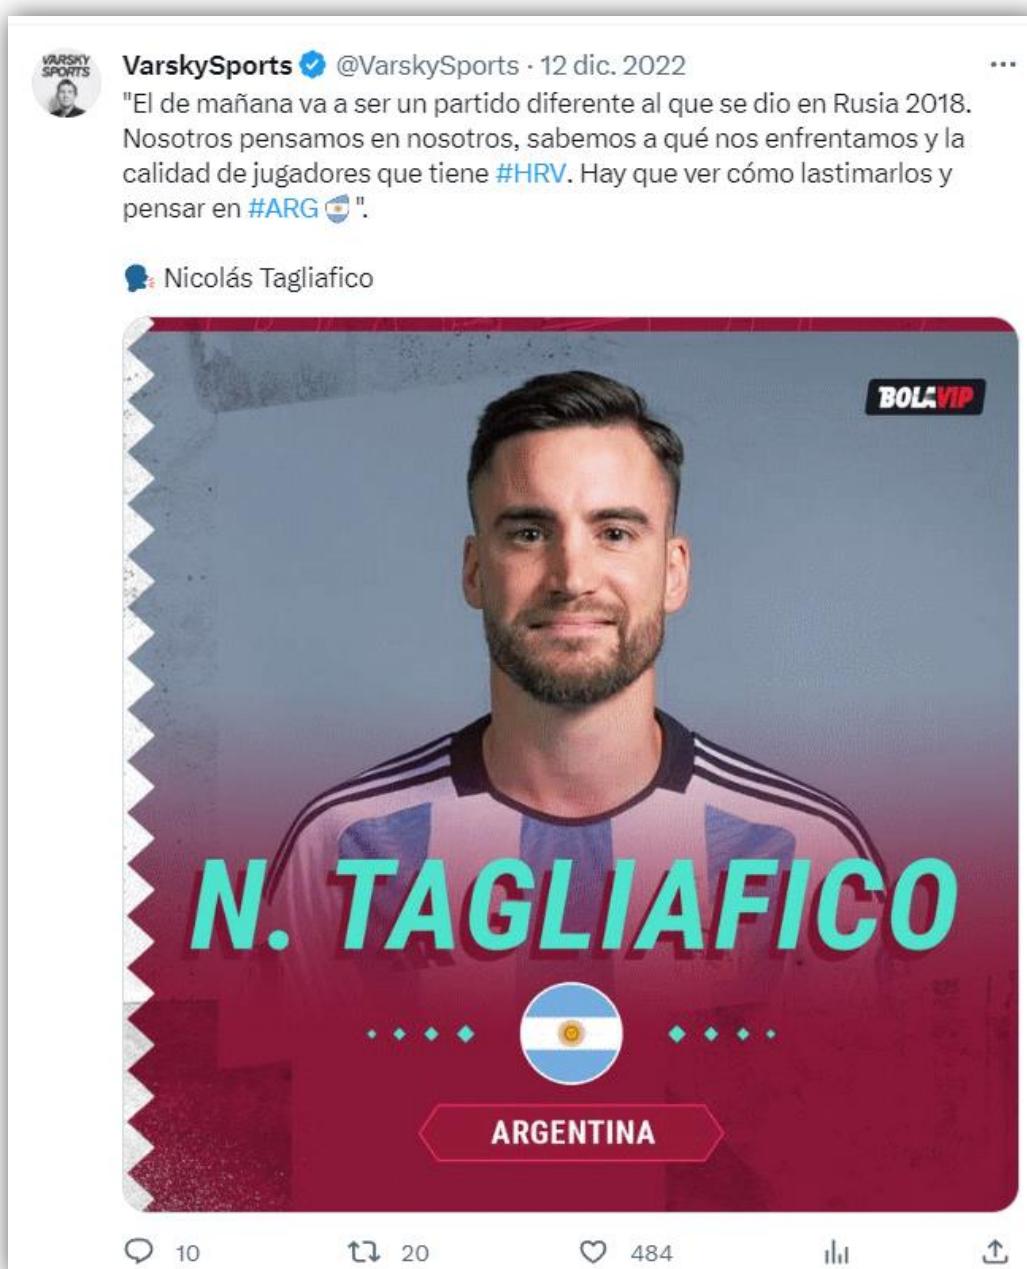 VARSKY
SPORTS
VarskySports @VarskySports · 12 dic. 2022
"El de mañana va a ser un partido diferente al que se dio en Rusia 2018.
Nosotros pensamos en nosotros, sabemos a qué nos enfrentamos y la
calidad de jugadores que tiene #HRV. Hay que ver cómo lastimarlos y
pensar en #ARG ".
Nicolás Tagliafico
BOLAVIP
N. TAGLIAFICO
ARGENTINA
10 20 484